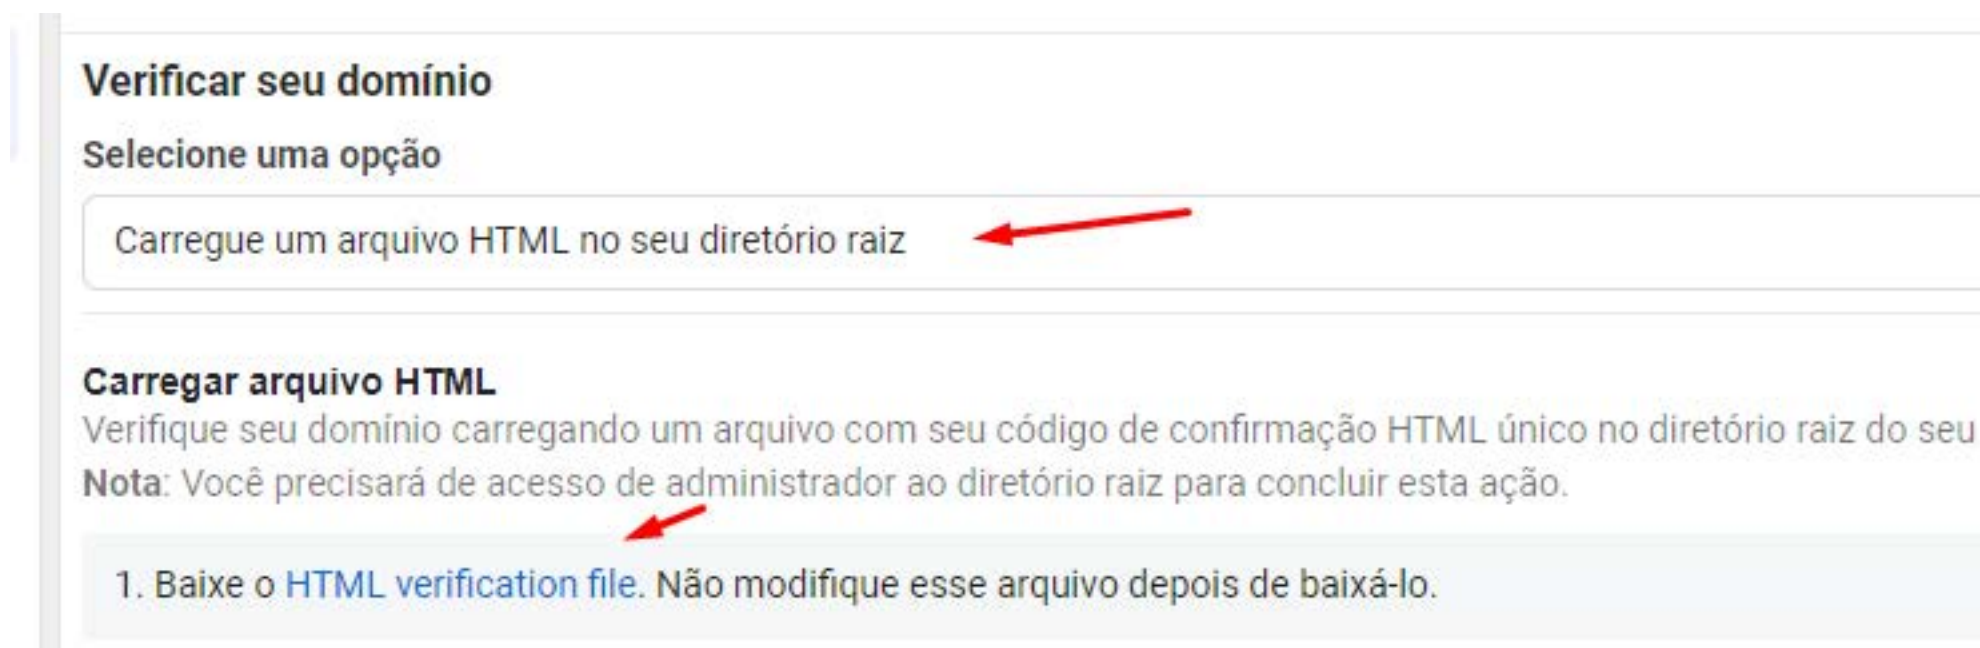 Verificar seu domínio
Selecione uma opção
Carregue um arquivo HTML no seu diretório raiz
Carregar arquivo HTML
Verifique seu domínio carregando um arquivo com seu código de confirmação HTML único no diretório raiz do seu
Nota: Você precisará de acesso de administrador ao diretório raiz para concluir esta ação.
1. Baixe o HTML verification file. Não modifique esse arquivo depois de baixá-lo.